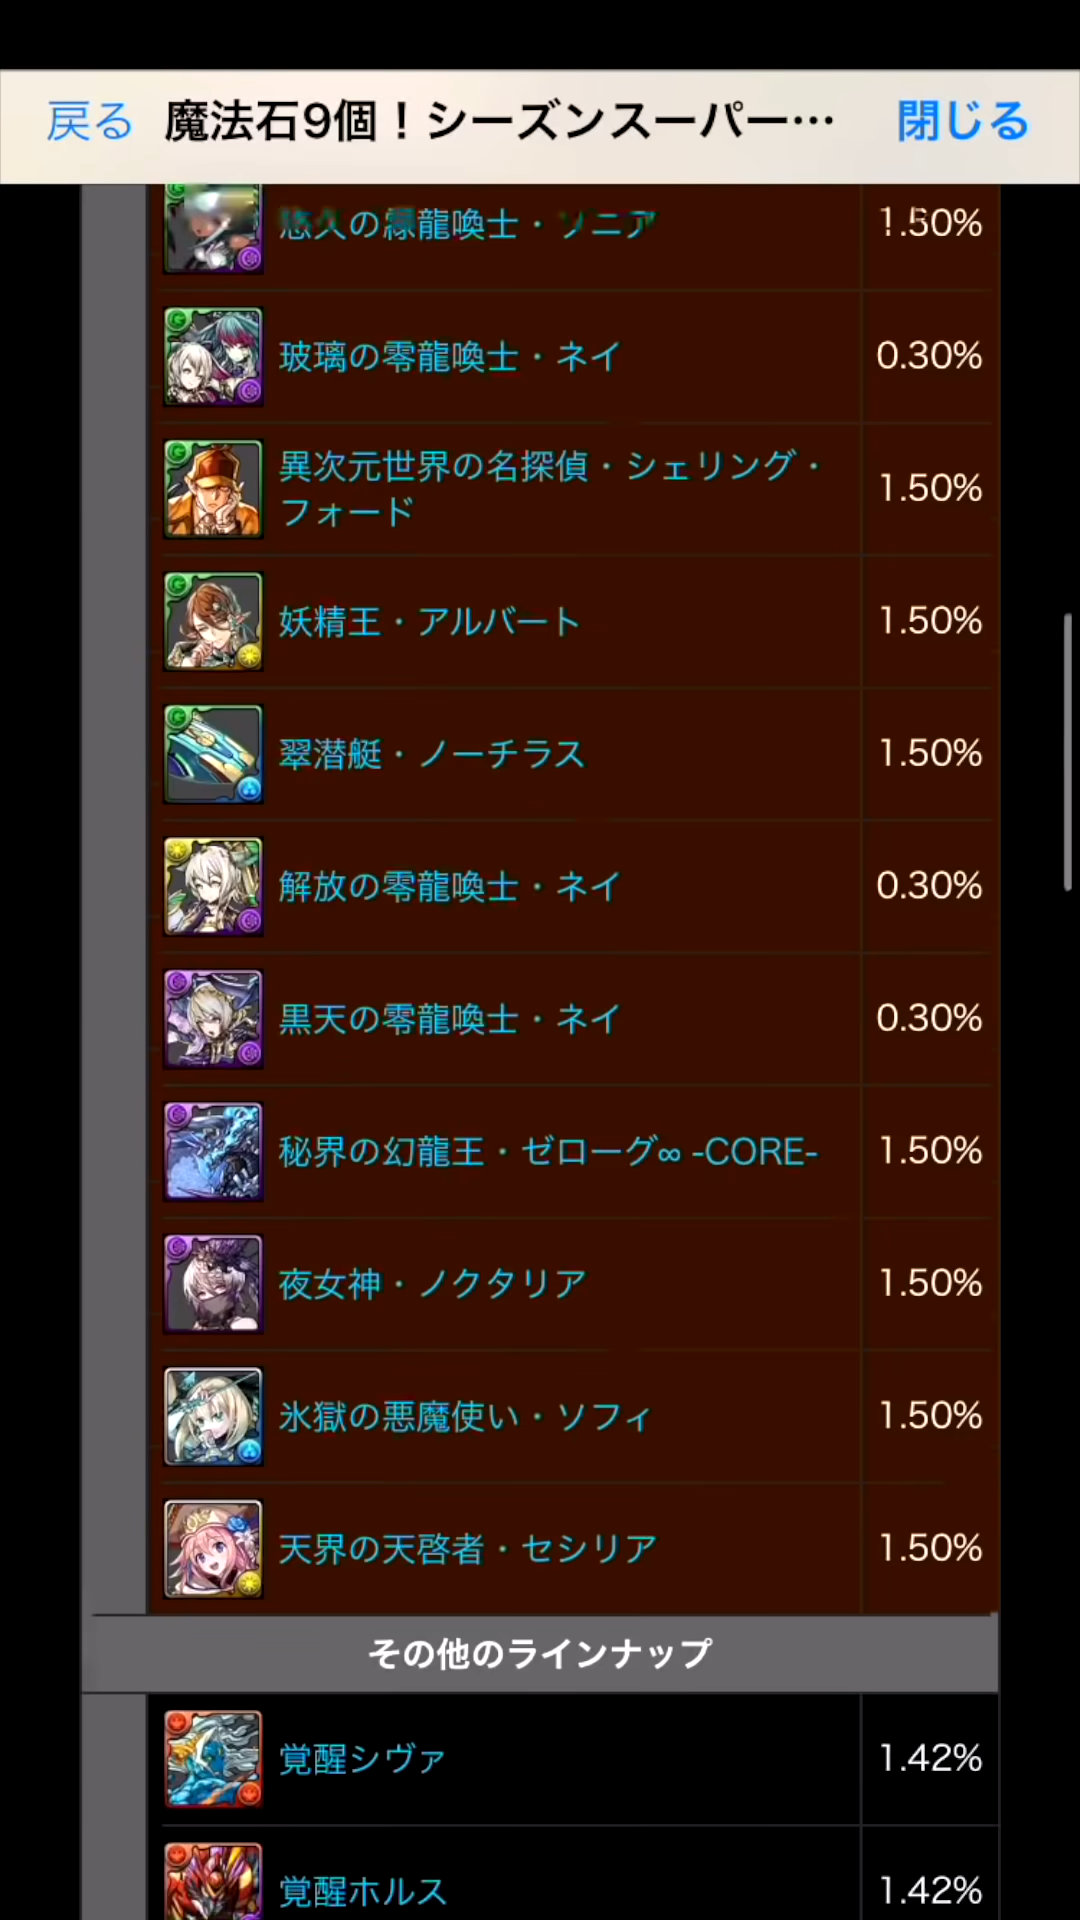 戻る 魔法石9個！シーズンスーパー… 閉じる
悠久の緑龍喚士・ソニア 1.50%
玻璃の零龍喚士・ネイ 0.30%
異次元世界の名探偵・シェリング・
フォード 1.50%
妖精王・アルバート 1.50%
翠潜艇・ノーチラス 1.50%
解放の零龍喚士・ネイ 0.30%
黒天の零龍喚士・ネイ 0.30%
秘界の幻龍王・ゼローグ∞ -CORE- 1.50%
夜女神・ノクタリア 1.50%
氷獄の悪魔使い・ソフィ 1.50%
天界の天啓者・セシリア 1.50%
その他のラインナップ
覚醒シヴァ 1.42%
覚醒ホルス 1.42%